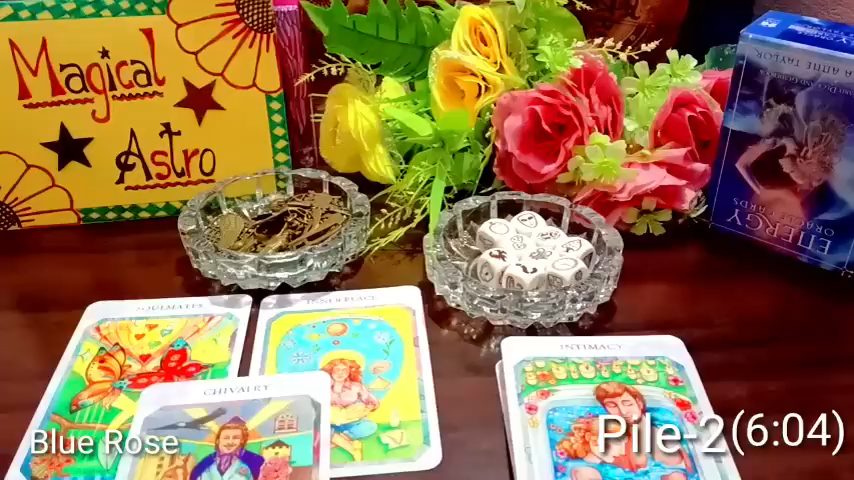 Magical
Astro
ENERGY
ORACLE CARDS
SOULMATES
INNER PEACE
CHIVALRY
INTIMACY
Blue Rose
Pile-2(6:04)